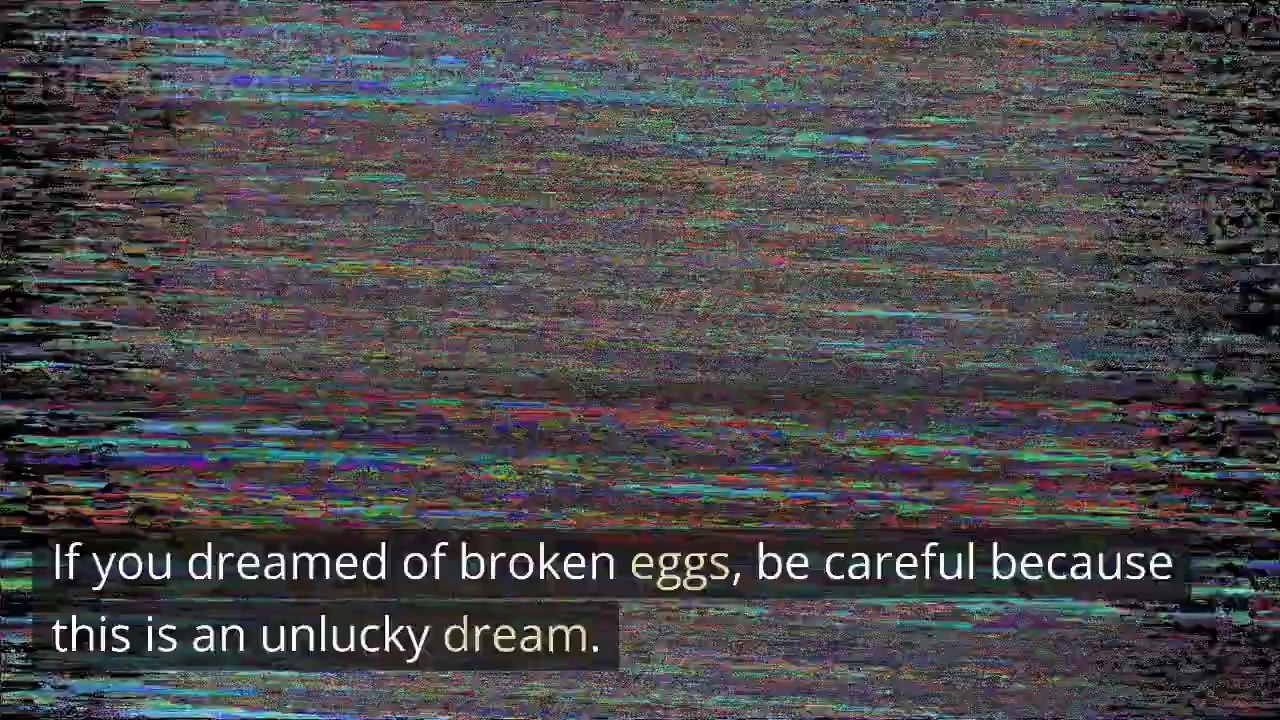 If you dreamed of broken eggs, be careful because
this is an unlucky dream.